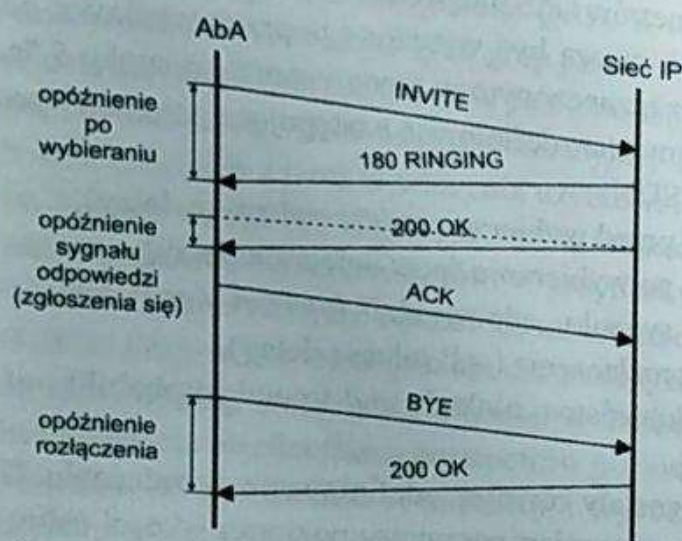 AbA
Sieć IP
opóźnienie
po
wybieraniu
INVITE
180 RINGING
opóźnienie
sygnału
odpowiedzi
(zgłoszenia się)
200 OK
ACK
opóźnienie
rozłączenia
BYE
200 OK